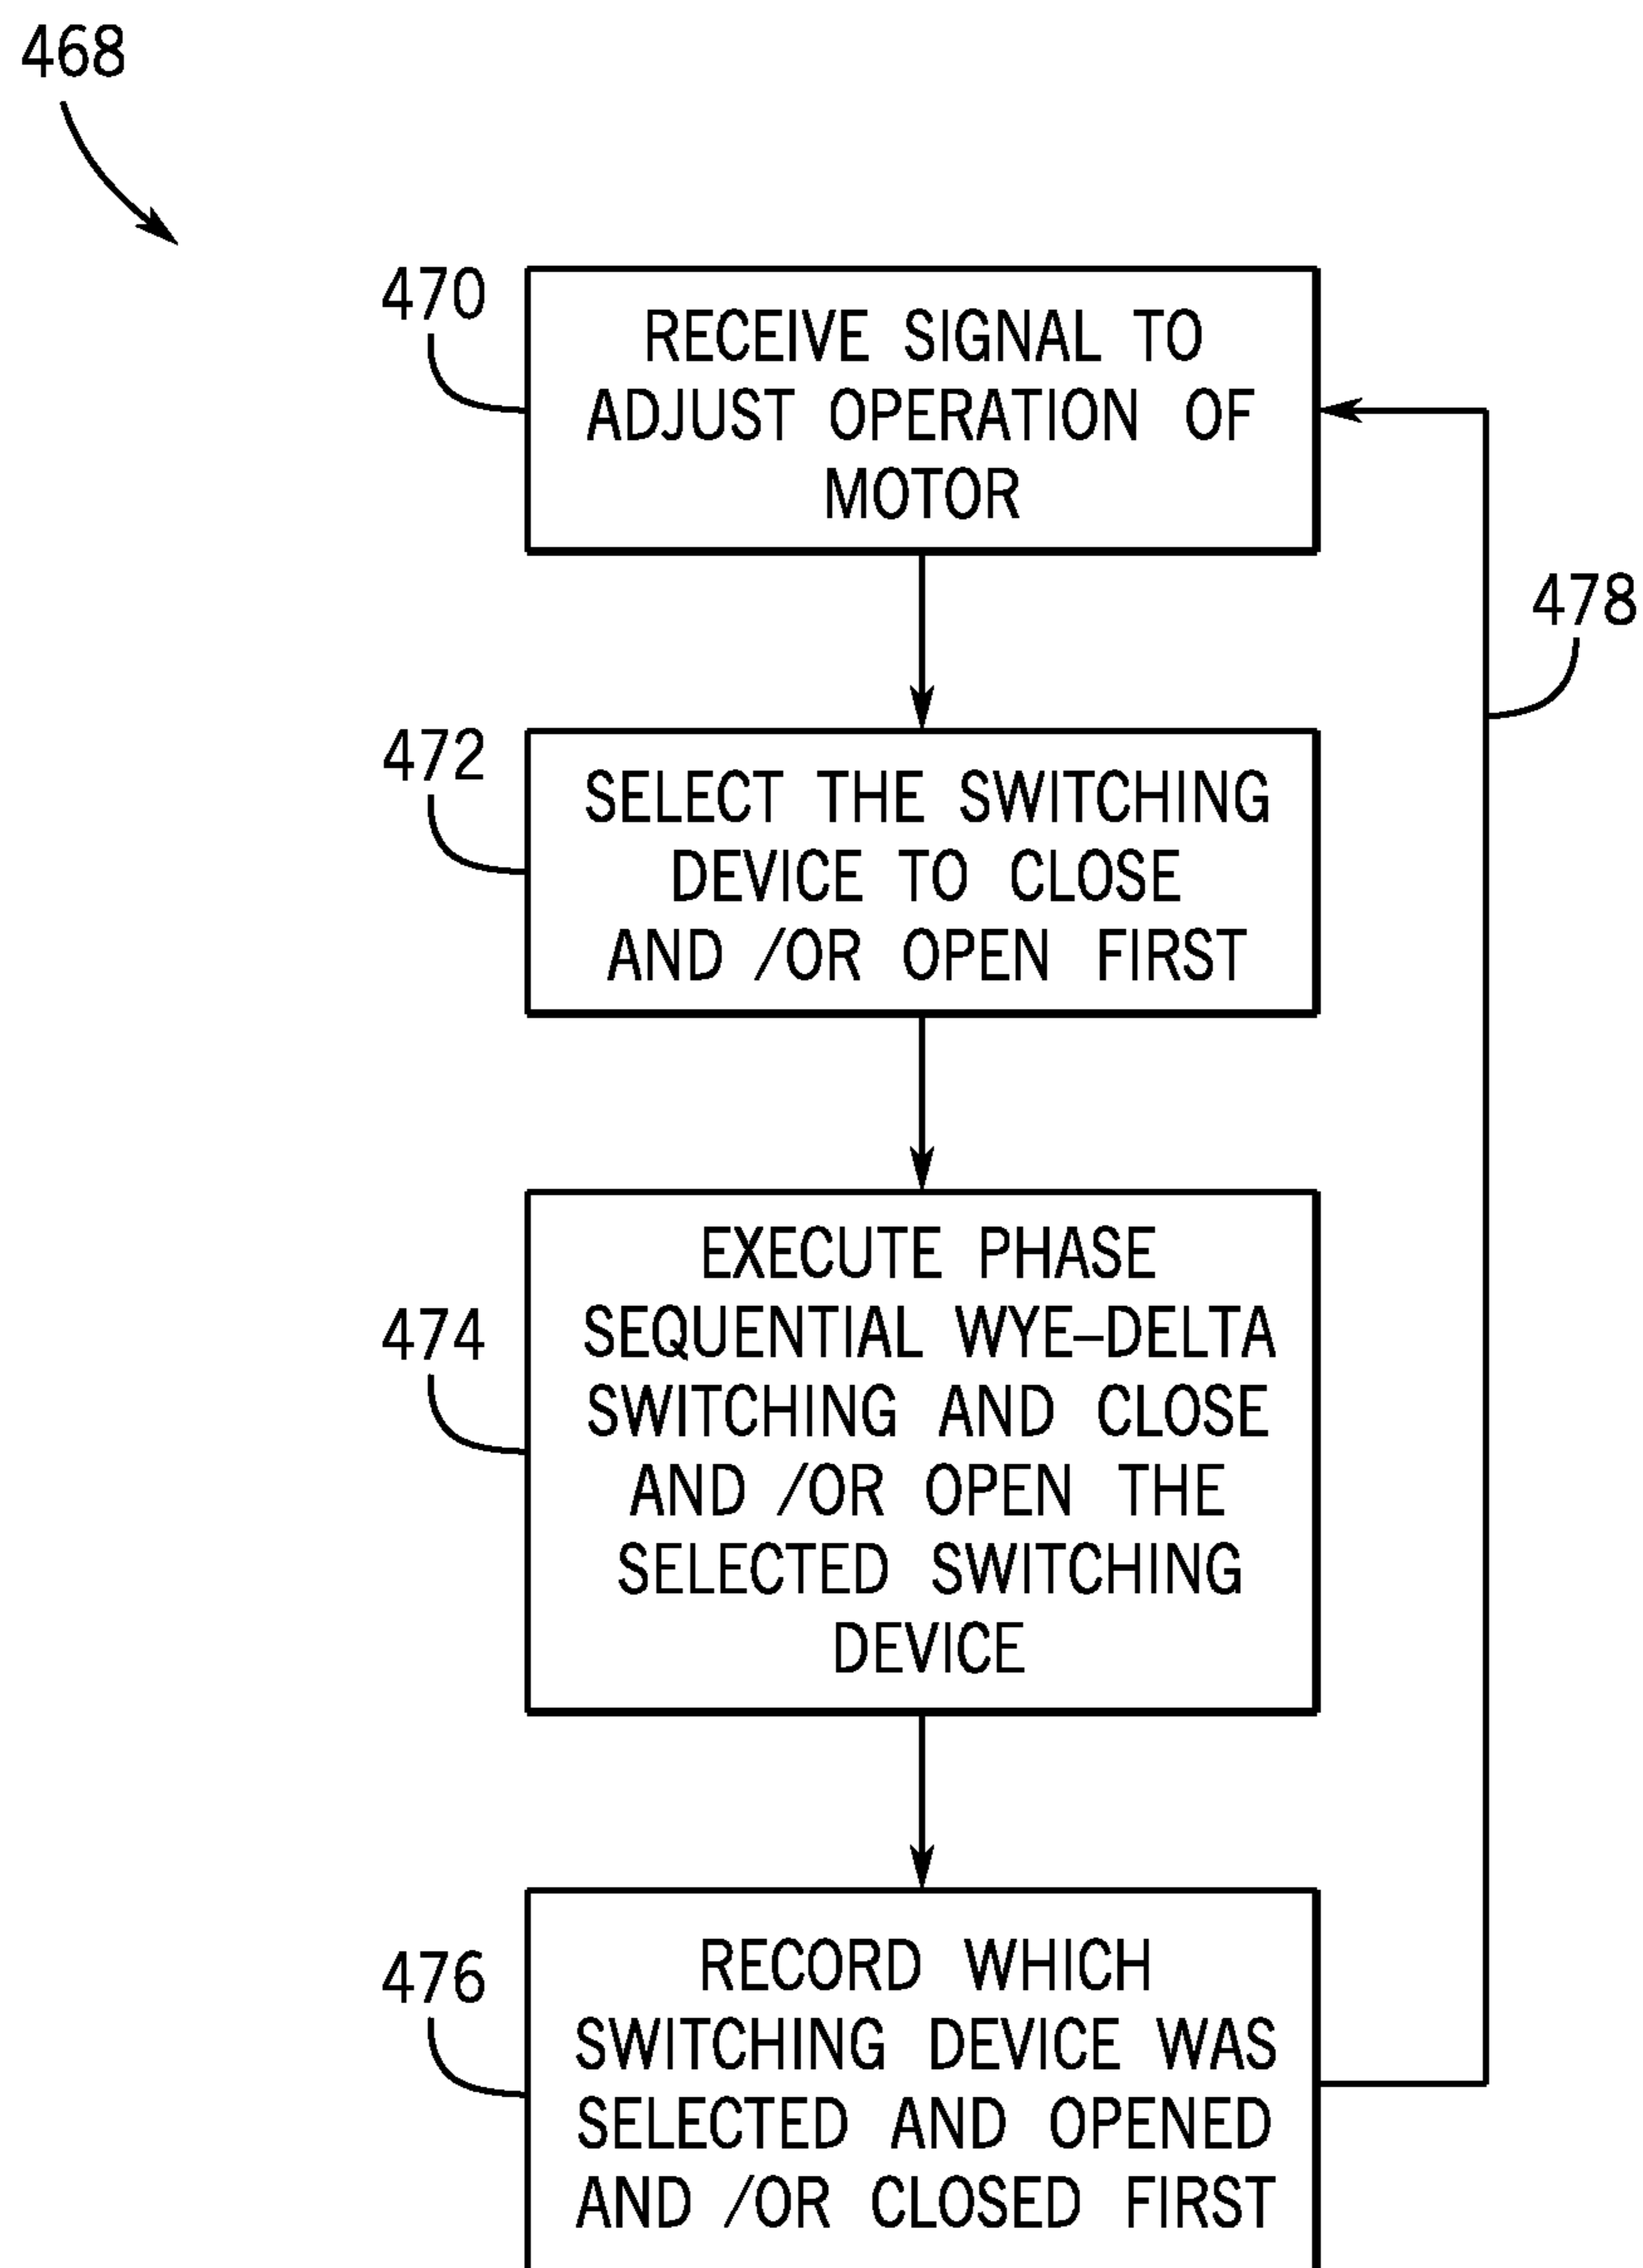 468
470
RECEIVE SIGNAL TO
ADJUST OPERATION OF
MOTOR
478
472
SELECT THE SWITCHING
DEVICE TO CLOSE
AND /OR OPEN FIRST
474
EXECUTE PHASE
SEQUENTIAL WYE–DELTA
SWITCHING AND CLOSE
AND /OR OPEN THE
SELECTED SWITCHING
DEVICE
476
RECORD WHICH
SWITCHING DEVICE WAS
SELECTED AND OPENED
AND /OR CLOSED FIRST